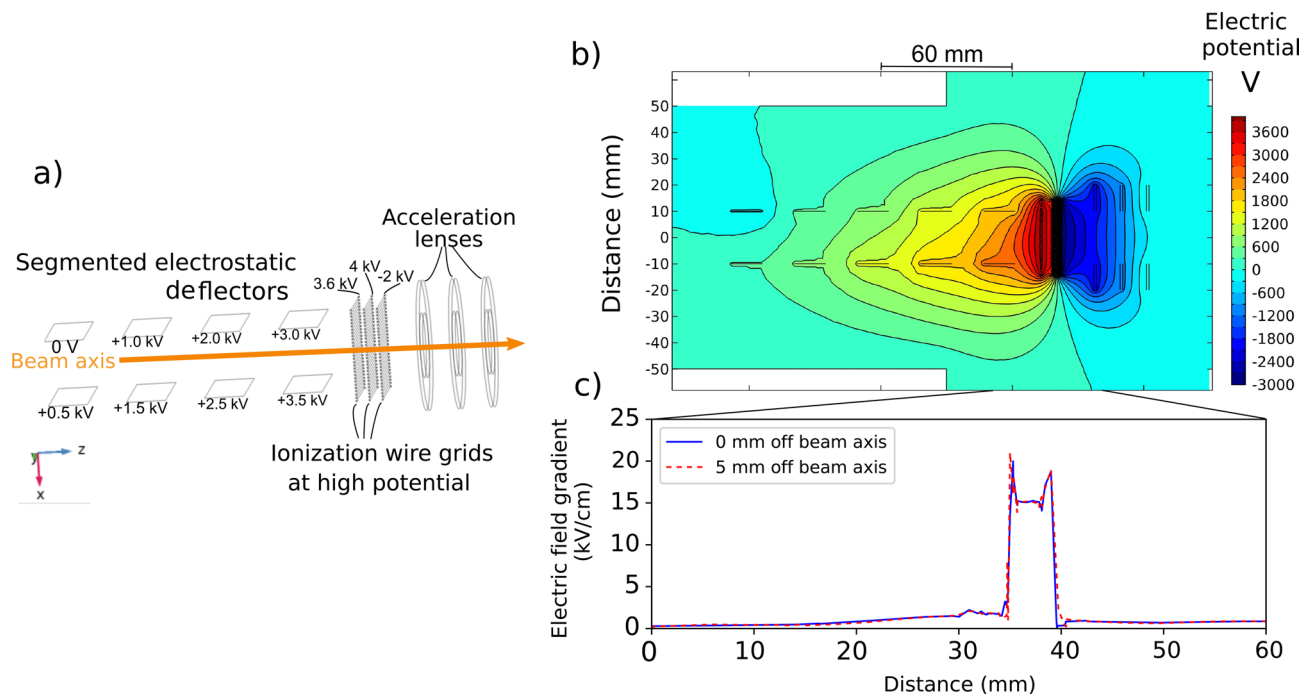 a)
Segmented electrostatic
deflectors
Acceleration
lenses
3.6 kV
4 kV
-2 kV
0 V
+1.0 kV
+2.0 kV
+3.0 kV
Beam axis
+0.5 kV
+1.5 kV
+2.5 kV
+3.5 kV
Ionization wire grids
at high potential
y
z
x
b)
60 mm
Electric
potential
V
Distance (mm)
50
40
30
20
10
0
-10
-20
-30
-40
-50
3600
3000
2400
1800
1200
600
0
-600
-1200
-1800
-2400
-3000
c)
Electric field gradient
(kV/cm)
25
20
15
10
5
0
0 mm off beam axis
5 mm off beam axis
0
10
20
30
40
50
60
Distance (mm)